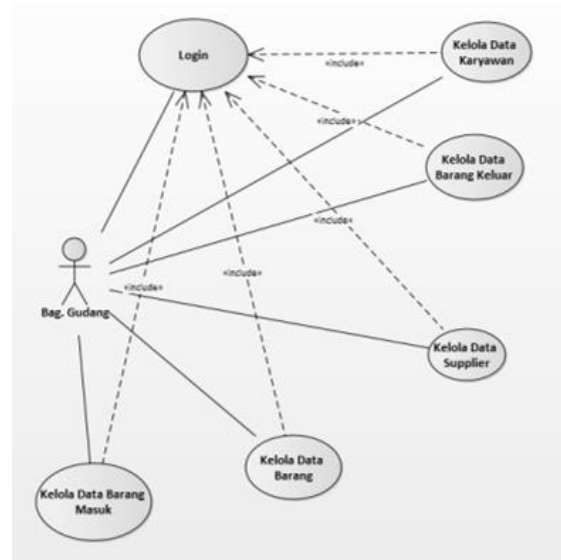 Login
Kelola Data
Karyawan
«include»
«include»
Kelola Data
Barang Keluar
«include»
«include»
«include»
Bag. Gudang
Kelola Data
Supplier
Kelola Data
Barang
Kelola Data Barang
Masuk